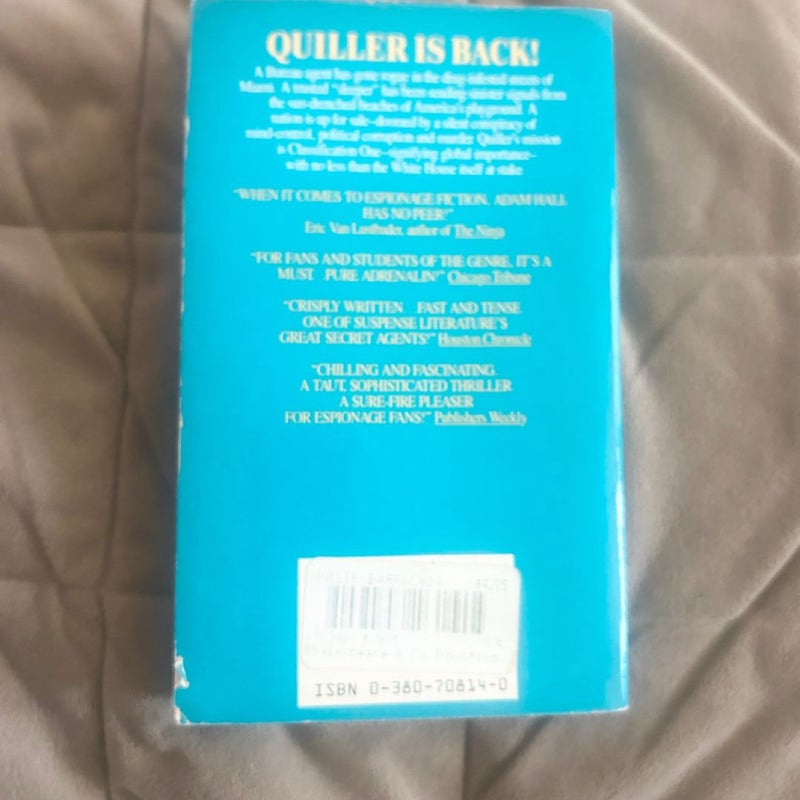 QUILLER IS BACK!
A Bureau agent has gone rogue in the drug-infested streets of
Miami. A trusted "sleeper" has been sending sinister signals from
the sun-drenched beaches of America's playground. A
nation is up for sale—doomed by a silent conspiracy of
mind-control, political corruption and murder. Quiller's mission
is Classification One—signifying global importance—
with no less than the White House itself at stake.
"WHEN IT COMES TO ESPIONAGE FICTION, ADAM HALL
HAS NO PEER!"
Eric Van Lustbader, author of The Ninja
"FOR FANS AND STUDENTS OF THE GENRE, IT'S A
MUST...PURE ADRENALIN!" Chicago Tribune
"CRISPLY WRITTEN...FAST AND TENSE...
ONE OF SUSPENSE LITERATURE'S
GREAT SECRET AGENTS!" Houston Chronicle
"CHILLING AND FASCINATING...
A TAUT, SOPHISTICATED THRILLER...
A SURE-FIRE PLEASER
FOR ESPIONAGE FANS!" Publishers Weekly
BARRACUDA 4.95
Shakespeare & Co
ISBN 0-380-70814-0